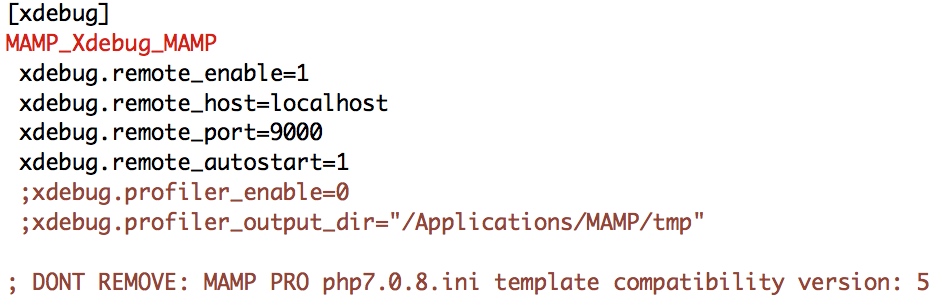 [xdebug]
MAMP_Xdebug_MAMP
xdebug.remote_enable=1
xdebug.remote_host=localhost
xdebug.remote_port=9000
xdebug.remote_autostart=1
;xdebug.profiler_enable=0
;xdebug.profiler_output_dir="/Applications/MAMP/tmp"
; DONT REMOVE: MAMP PRO php7.0.8.ini template compatibility version: 5